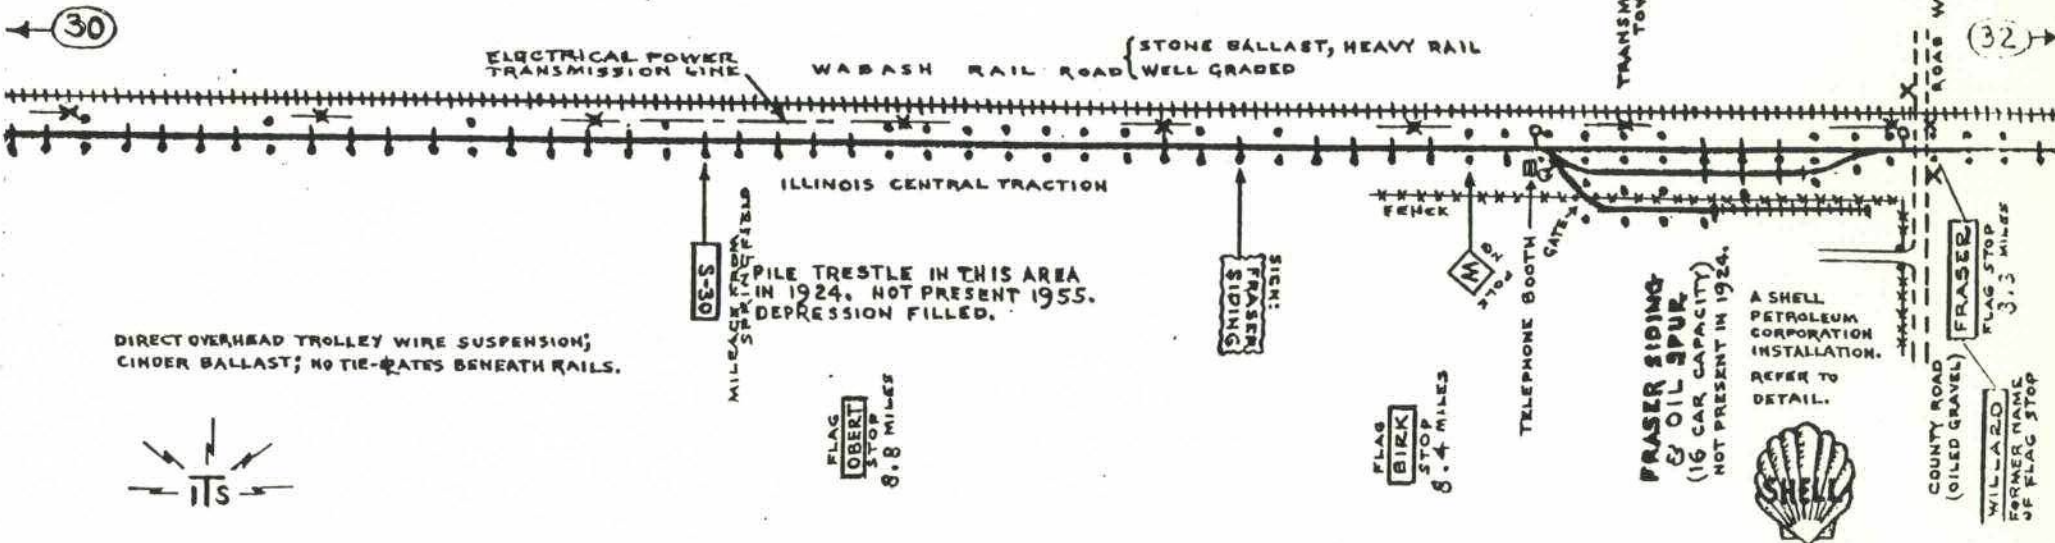 30
ELECTRICAL POWER
TRANSMISSION LINE
WABASH RAIL ROAD
STONE BALLAST, HEAVY RAIL
WELL GRADED
32
ILLINOIS CENTRAL TRACTION
FENCE
GATE
TELEPHONE BOOTH
S-30
MILEAGE FROM
SPRINGFIELD
PILE TRESTLE IN THIS AREA
IN 1924. NOT PRESENT 1955.
DEPRESSION FILLED.
SIGN:
FRASER
SIDING
W
DIRECT OVERHEAD TROLLEY WIRE SUSPENSION;
CINDER BALLAST; NO TIE-PLATES BENEATH RAILS.
ITS
FLAG
OBERT
STOP
8.8 MILES
FLAG
BIRK
STOP
8.4 MILES
FRASER SIDING
& OIL SPUR
(16 CAR CAPACITY)
NOT PRESENT IN 1924.
A SHELL
PETROLEUM
CORPORATION
INSTALLATION.
REFER TO
DETAIL.
SHELL
FRASER
FLAG STOP
3.3 MILES
COUNTY ROAD
(OILED GRAVEL)
WILLARD
FORMER NAME
OF FLAG STOP